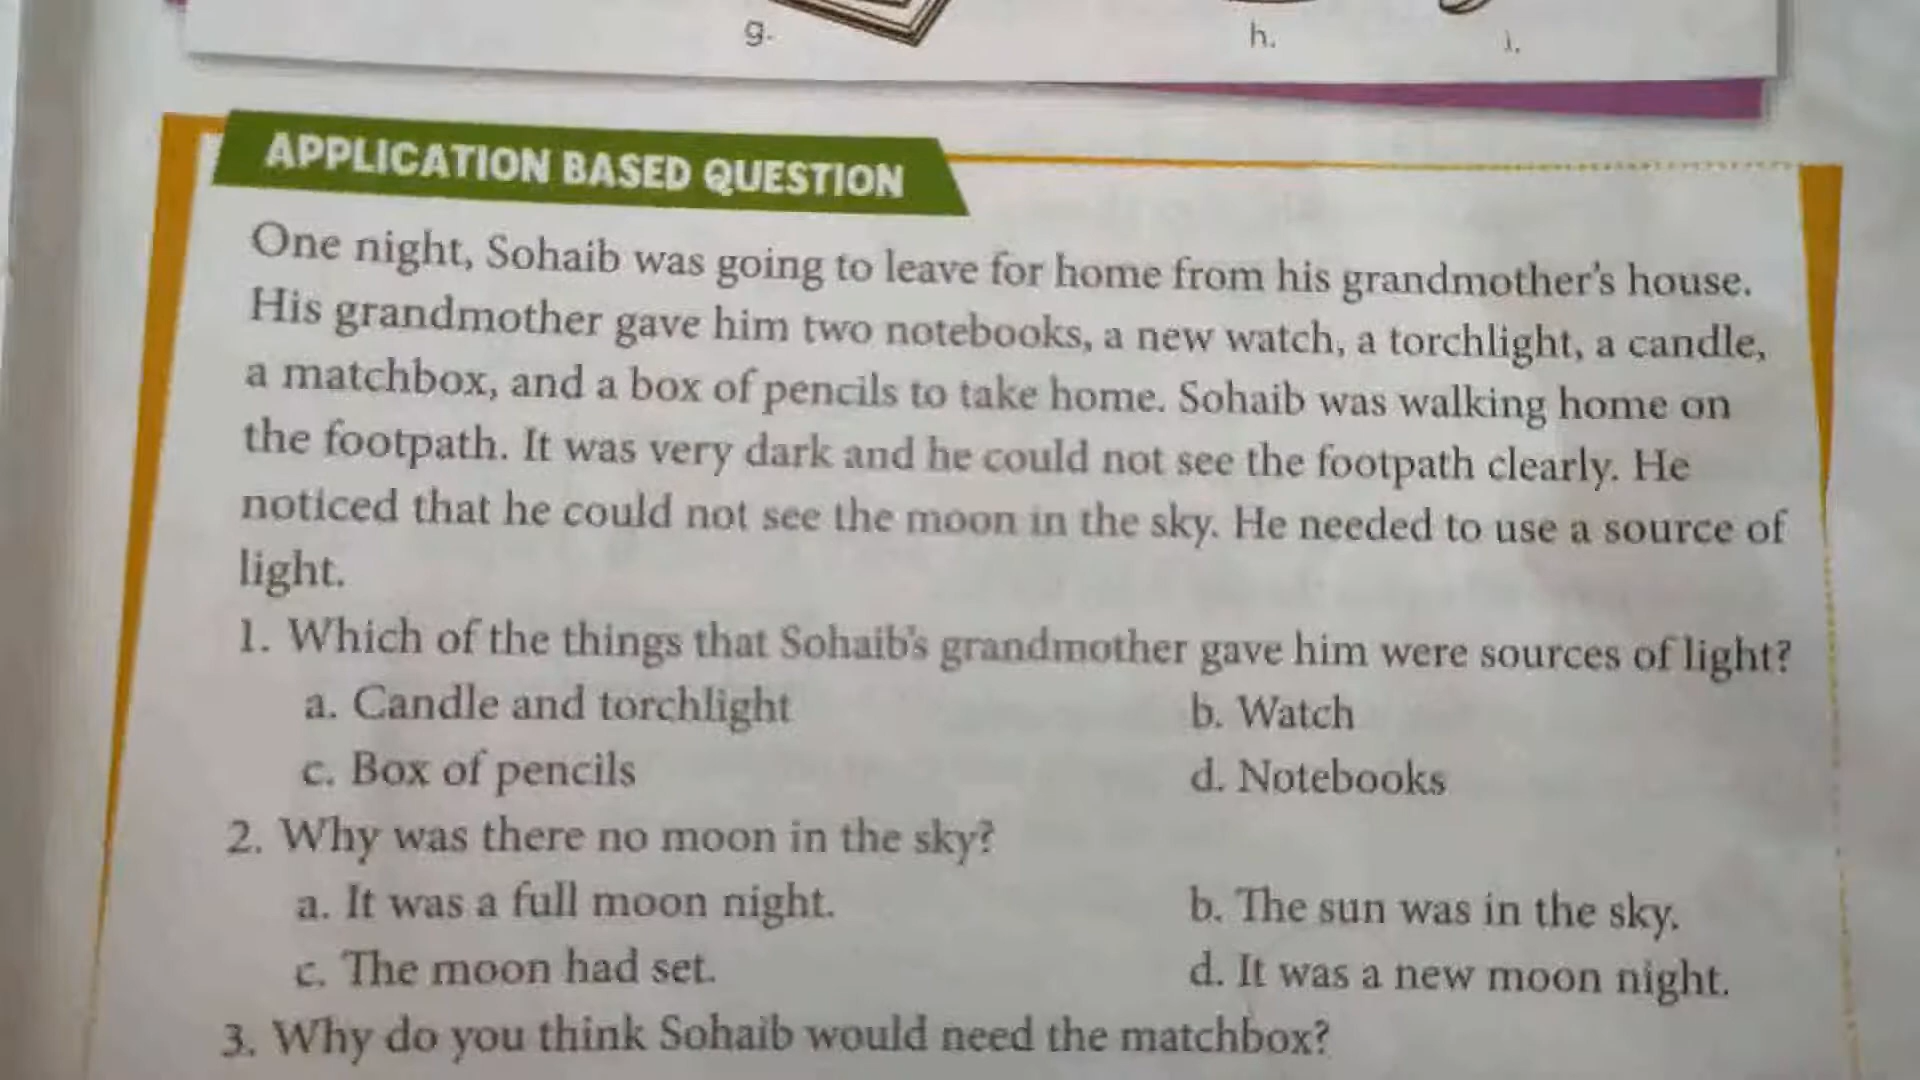 g.
h.
i.
APPLICATION BASED QUESTION
One night, Sohaib was going to leave for home from his grandmother's house.
His grandmother gave him two notebooks, a new watch, a torchlight, a candle,
a matchbox, and a box of pencils to take home. Sohaib was walking home on
the footpath. It was very dark and he could not see the footpath clearly. He
noticed that he could not see the moon in the sky. He needed to use a source of
light.
1. Which of the things that Sohaib's grandmother gave him were sources of light?
a. Candle and torchlight
b. Watch
c. Box of pencils
d. Notebooks
2. Why was there no moon in the sky?
a. It was a full moon night.
b. The sun was in the sky.
c. The moon had set.
d. It was a new moon night.
3. Why do you think Sohaib would need the matchbox?